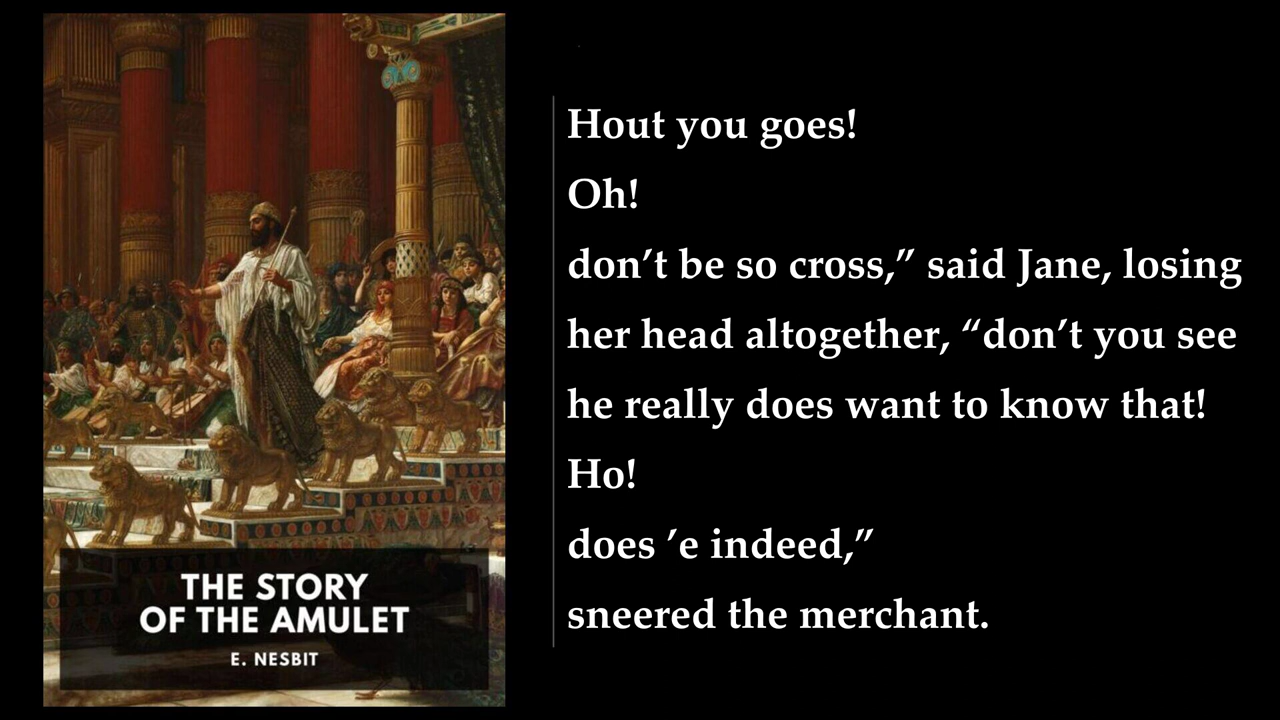 THE STORY
OF THE AMULET
E. NESBIT
Hout you goes!
Oh!
don’t be so cross,” said Jane, losing
her head altogether, “don’t you see
he really does want to know that!
Ho!
does ’e indeed,”
sneered the merchant.